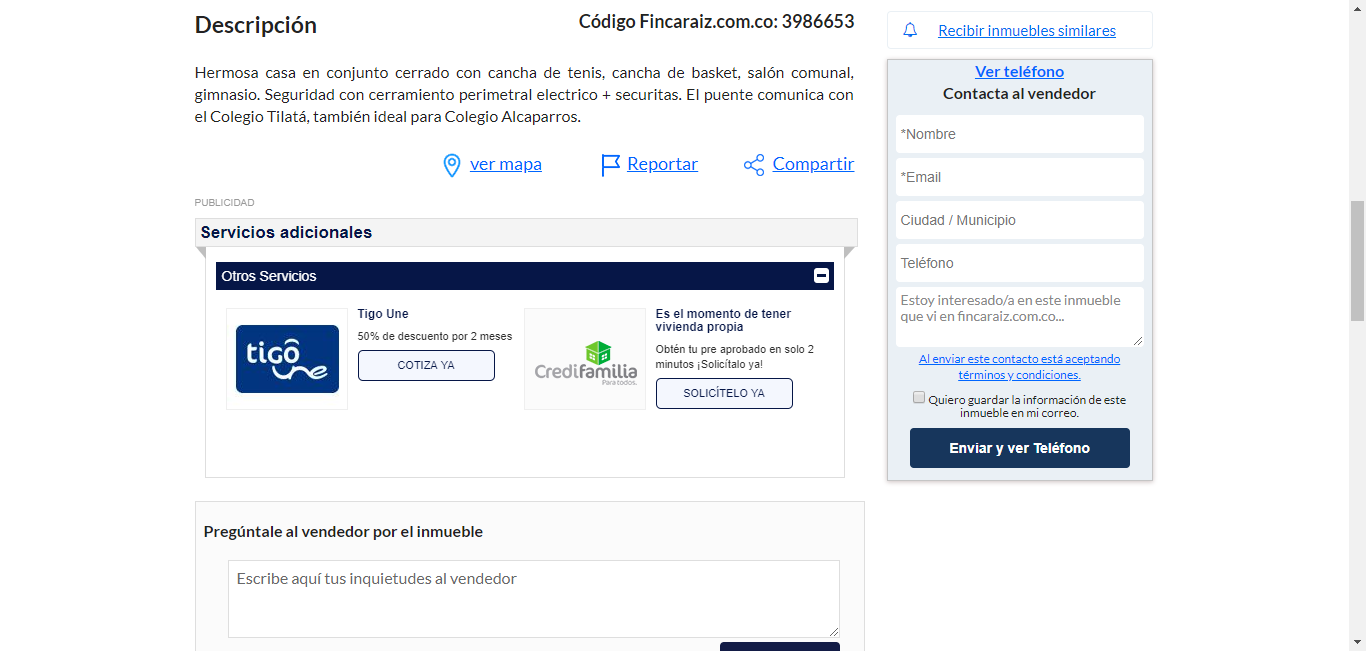 Descripción
Código Fincaraiz.com.co: 3986653
Hermosa casa en conjunto cerrado con cancha de tenis, cancha de basket, salón comunal,
gimnasio. Seguridad con cerramiento perimetral electrico + securitas. El puente comunica con
el Colegio Tilatá, también ideal para Colegio Alcaparros.
ver mapa
Reportar
Compartir
PUBLICIDAD
Servicios adicionales
Otros Servicios
tigo
une
Tigo Une
50% de descuento por 2 meses
COTIZA YA
Credifamilia
Para todos.
Es el momento de tener
vivienda propia
Obtén tu pre aprobado en solo 2
minutos ¡Solicítalo ya!
SOLICÍTELO YA
Pregúntale al vendedor por el inmueble
Escribe aquí tus inquietudes al vendedor
Recibir inmuebles similares
Ver teléfono
Contacta al vendedor
*Nombre
*Email
Ciudad / Municipio
Teléfono
Estoy interesado/a en este inmueble
que vi en fincaraiz.com.co...
Al enviar este contacto está aceptando
términos y condiciones.
Quiero guardar la información de este
inmueble en mi correo.
Enviar y ver Teléfono